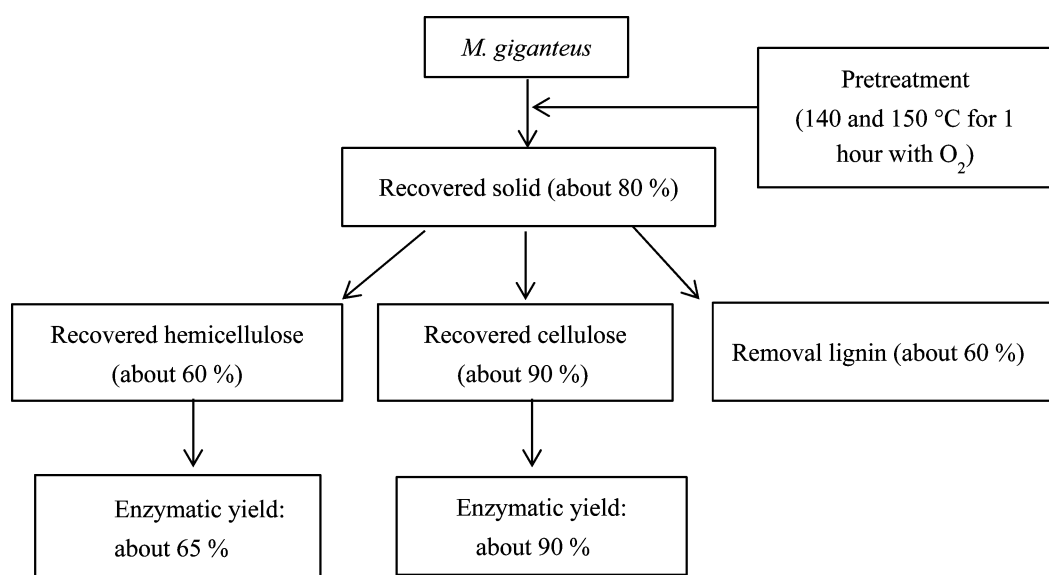 M. giganteus
Pretreatment
(140 and 150 °C for 1
hour with O₂)
Recovered solid (about 80 %)
Recovered hemicellulose
(about 60 %)
Recovered cellulose
(about 90 %)
Removal lignin (about 60 %)
Enzymatic yield:
about 65 %
Enzymatic yield:
about 90 %